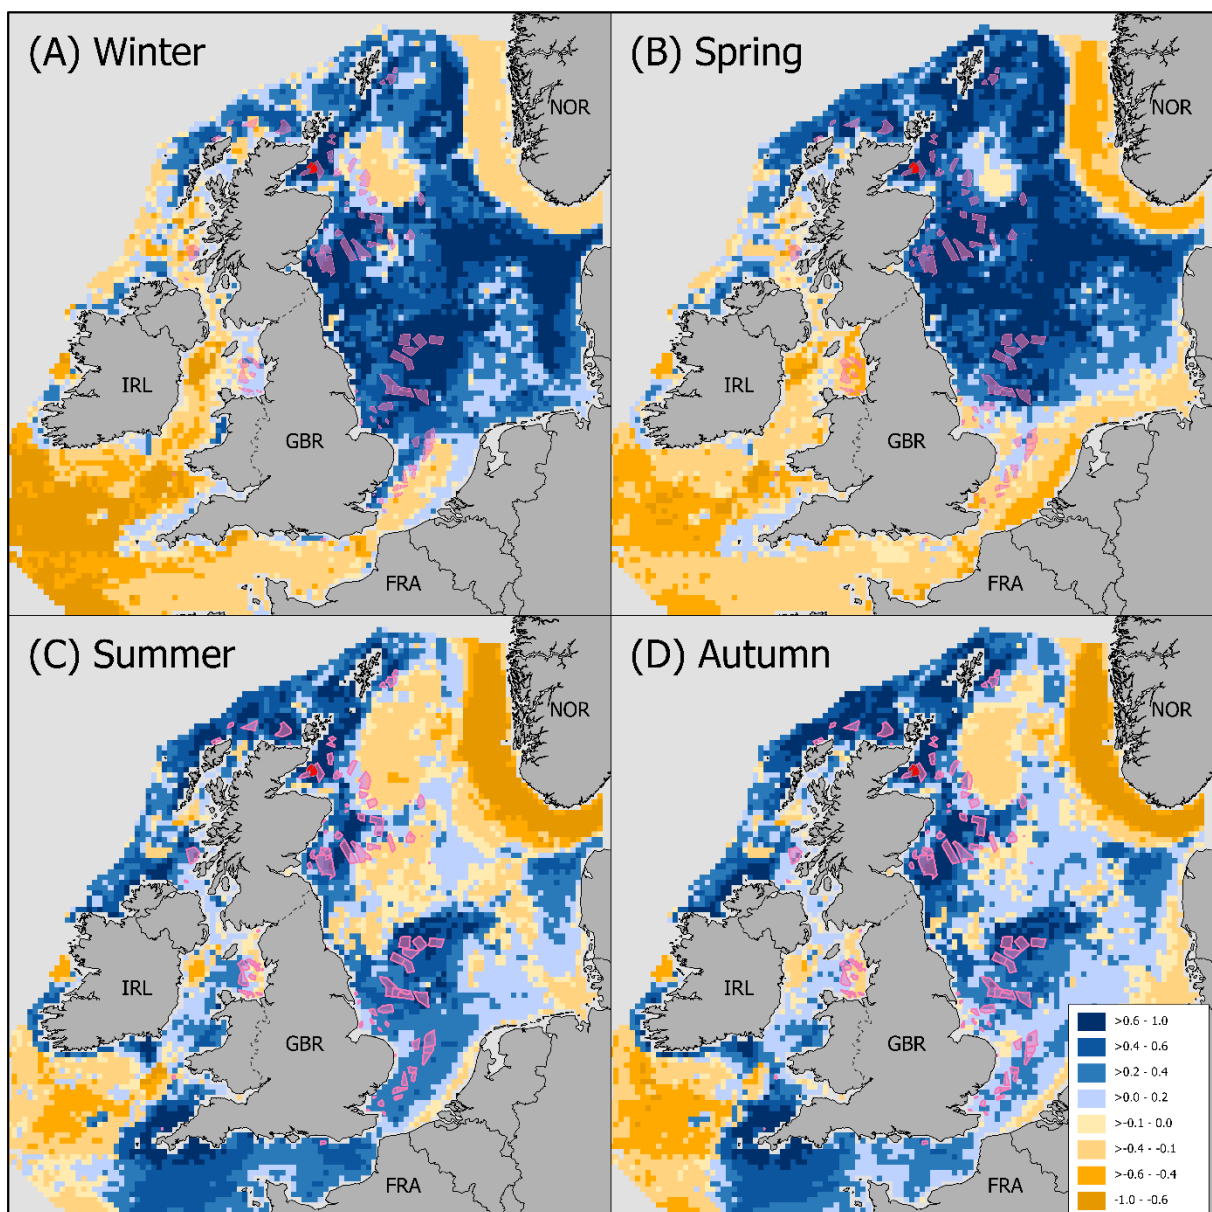 (A) Winter
NOR
IRL
GBR
FRA
(B) Spring
NOR
IRL
GBR
FRA
(C) Summer
NOR
IRL
GBR
FRA
(D) Autumn
NOR
IRL
GBR
FRA
>0.6 - 1.0
>0.4 - 0.6
>0.2 - 0.4
>0.0 - 0.2
>-0.1 - 0.0
>-0.4 - -0.1
>-0.6 - -0.4
-1.0 - -0.6